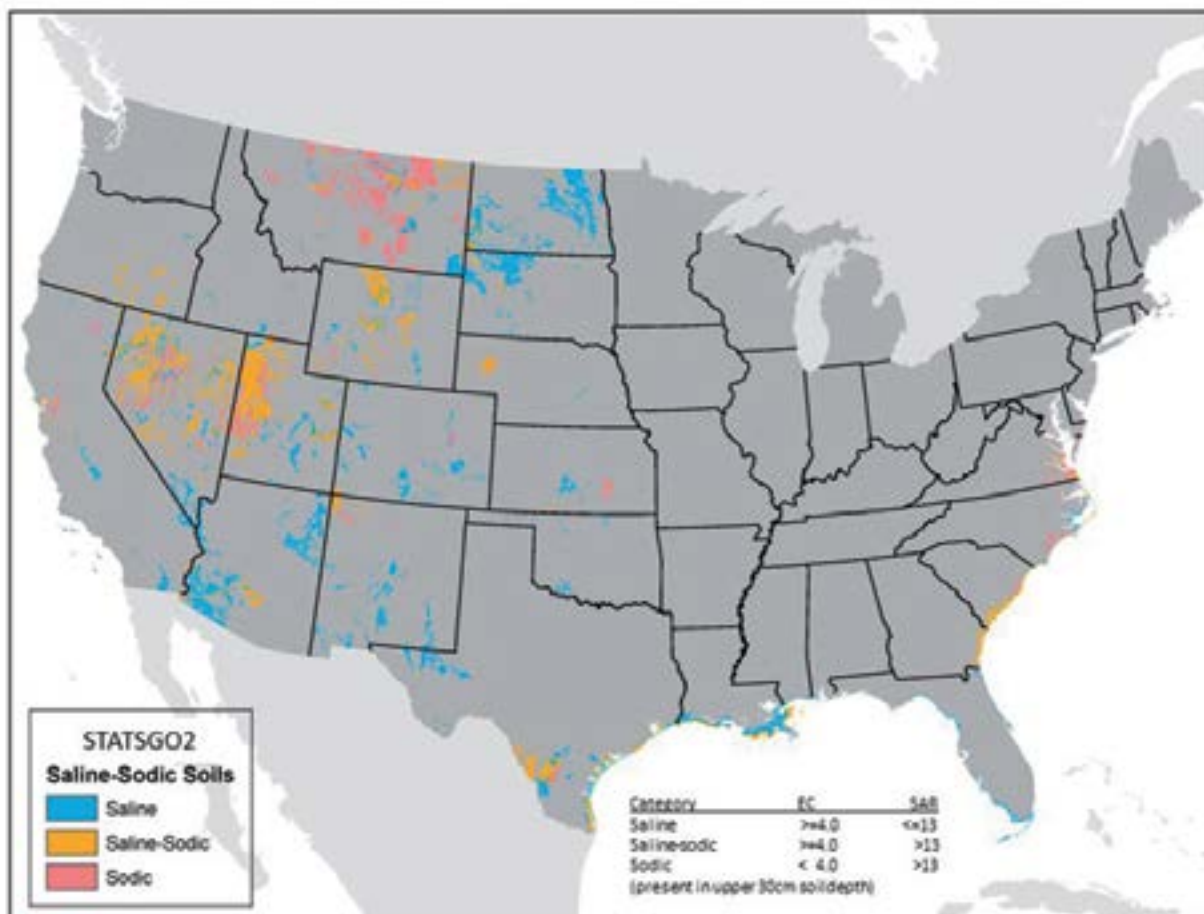 STATSGO2
Saline-Sodic Soils
Saline
Saline-Sodic
Sodic
Category EC SAR
Saline >=4.0 <=13
Saline-sodic >=4.0 >13
Sodic < 4.0 >13
(present in upper 30cm soil depth)